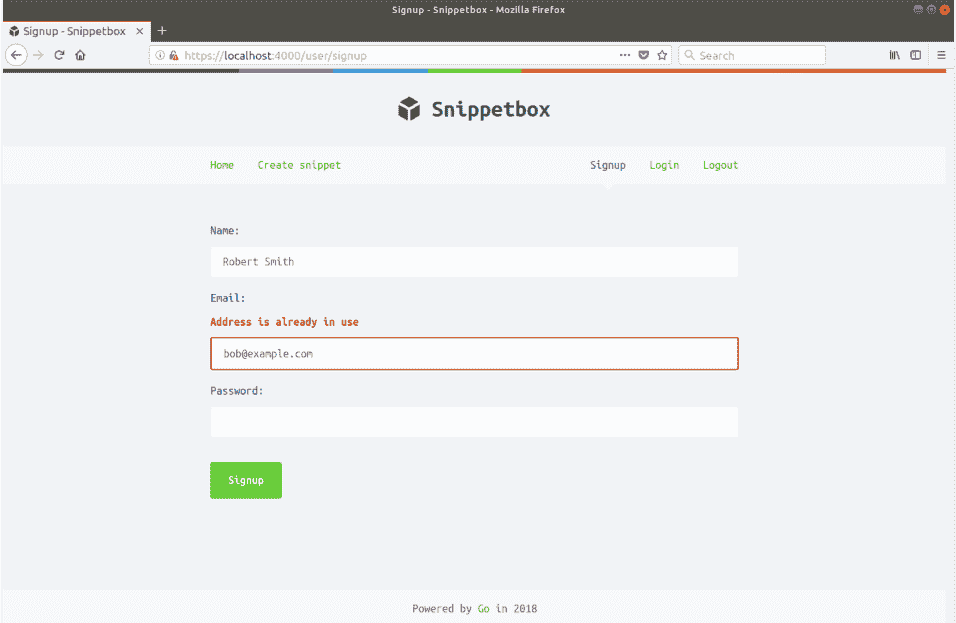 Signup - Snippetbox - Mozilla Firefox
Signup - Snippetbox
https://localhost:4000/user/signup
Search
Snippetbox
Home Create snippet Signup Login Logout
Name:
Robert Smith
Email:
Address is already in use
bob@example.com
Password:
Signup
Powered by Go in 2018